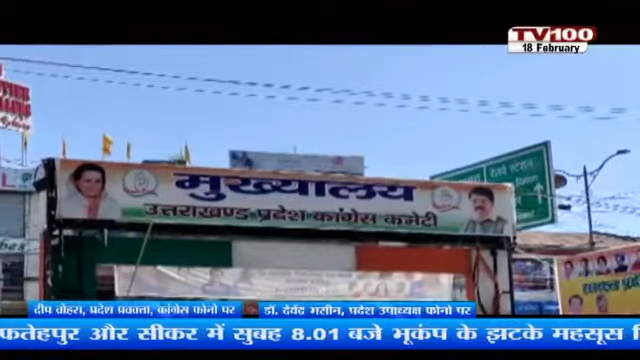 TV100
18 February
मुख्यालय
उत्तराखण्ड प्रदेश कांग्रेस कमेटी
दीप वोहरा, प्रदेश प्रवक्ता, कांग्रेस फोनो पर
डॉ. देवेंद्र भसीन, प्रदेश उपाध्यक्ष फोनो पर
फतेहपुर और सीकर में सुबह 8.01 बजे भूकंप के झटके महसूस